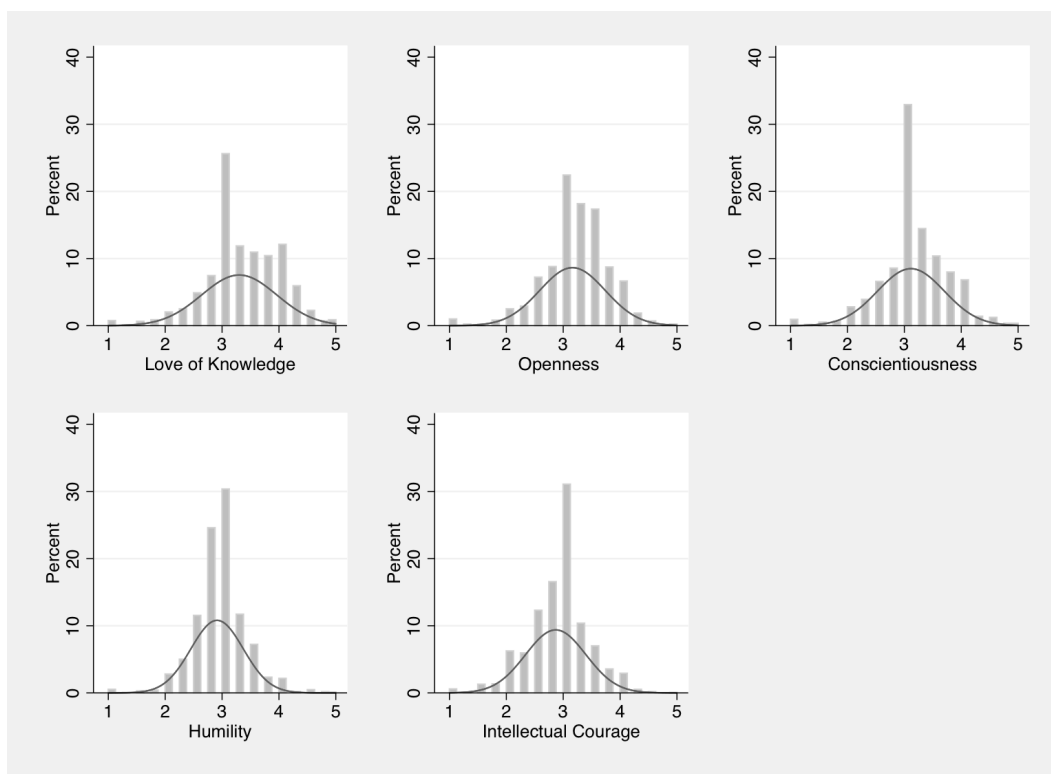 Percent
0 10 20 30 40
1 2 3 4 5
Love of Knowledge
Percent
0 10 20 30 40
1 2 3 4 5
Openness
Percent
0 10 20 30 40
1 2 3 4 5
Conscientiousness
Percent
0 10 20 30 40
1 2 3 4 5
Humility
Percent
0 10 20 30 40
1 2 3 4 5
Intellectual Courage